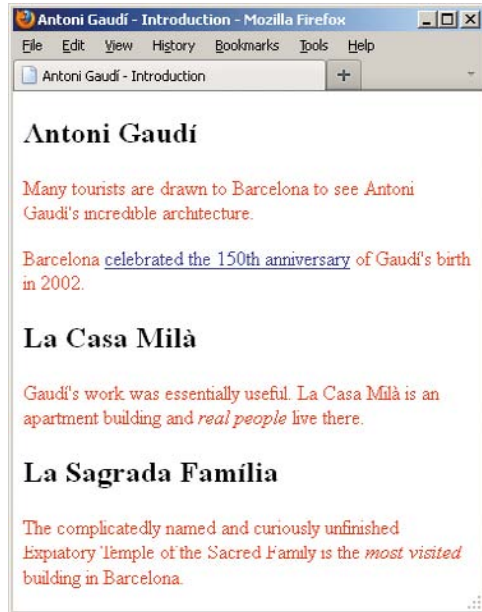 Antoni Gaudí - Introduction - Mozilla Firefox
File Edit View History Bookmarks Tools Help
Antoni Gaudí - Introduction
Antoni Gaudí
Many tourists are drawn to Barcelona to see Antoni
Gaudí's incredible architecture.
Barcelona celebrated the 150th anniversary of Gaudí's birth
in 2002.
La Casa Milà
Gaudí's work was essentially useful. La Casa Milà is an
apartment building and real people live there.
La Sagrada Família
The complicatedly named and curiously unfinished
Expiatory Temple of the Sacred Family is the most visited
building in Barcelona.